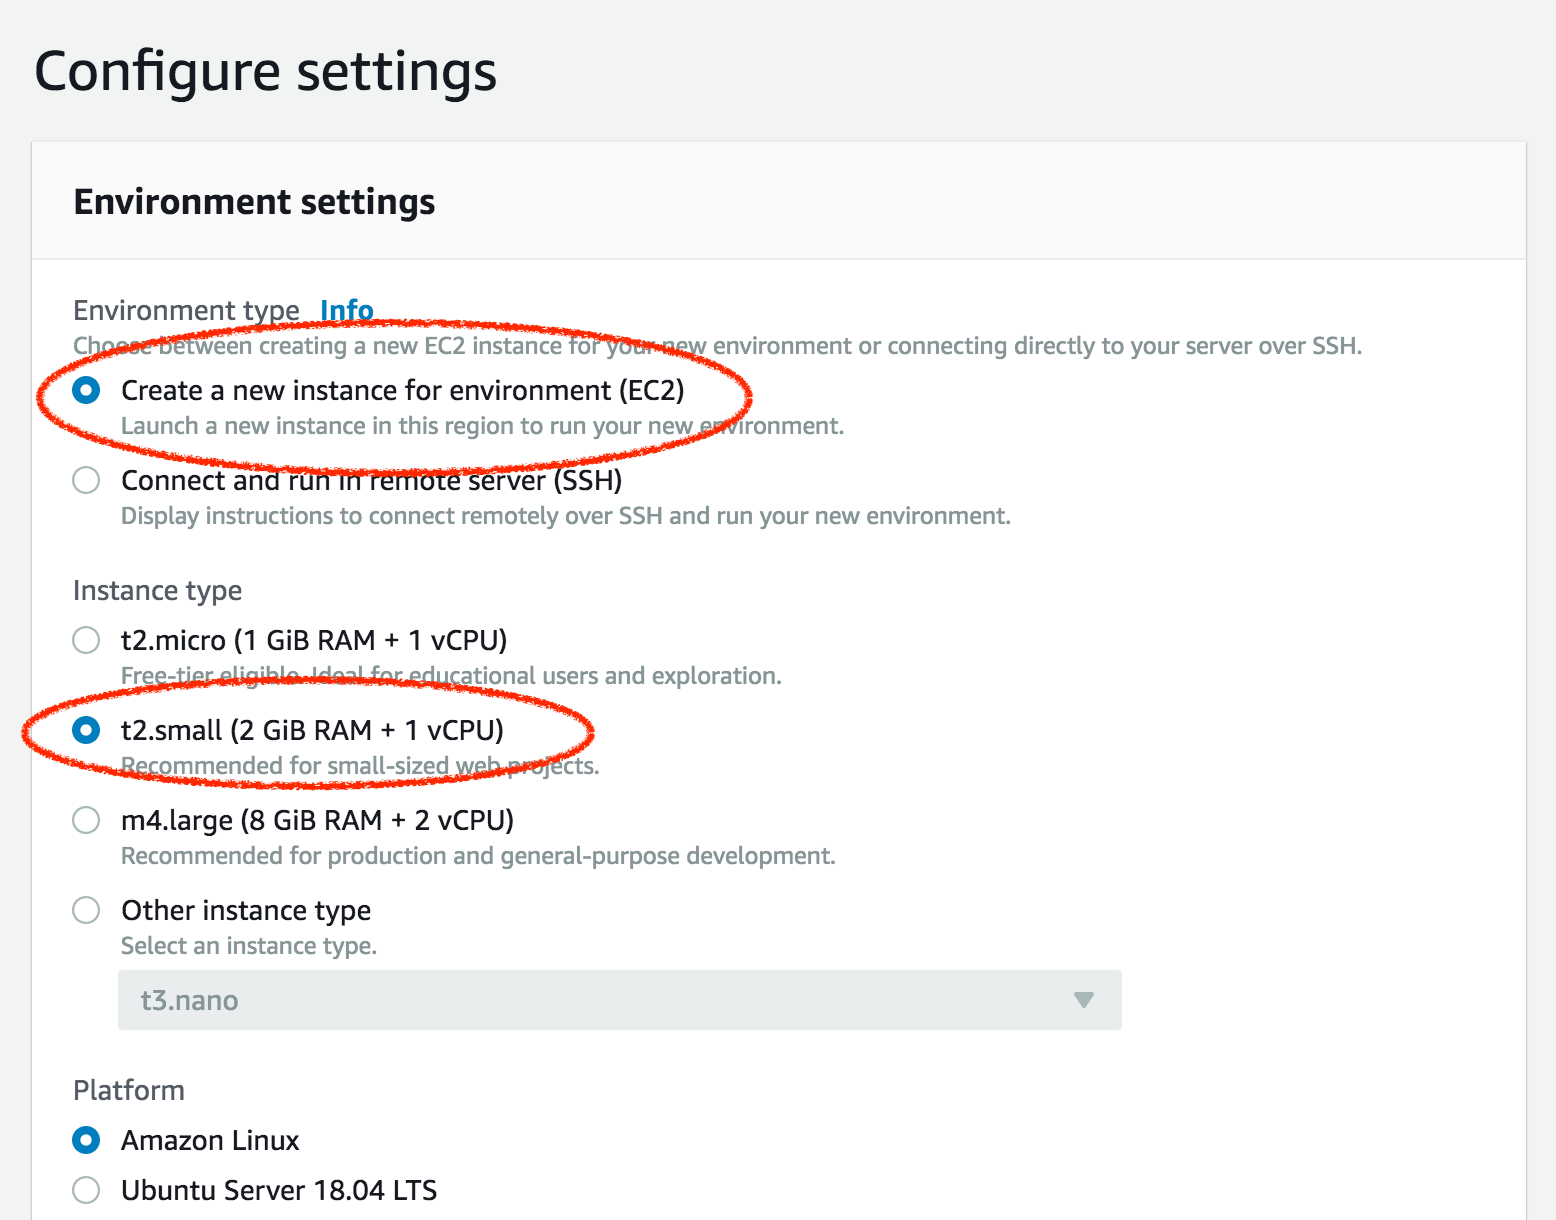 Configure settings
Environment settings
Environment type Info
Choose between creating a new EC2 instance for your new environment or connecting directly to your server over SSH.
Create a new instance for environment (EC2)
Launch a new instance in this region to run your new environment.
Connect and run in remote server (SSH)
Display instructions to connect remotely over SSH and run your new environment.
Instance type
t2.micro (1 GiB RAM + 1 vCPU)
Free-tier eligible. Ideal for educational users and exploration.
t2.small (2 GiB RAM + 1 vCPU)
Recommended for small-sized web projects.
m4.large (8 GiB RAM + 2 vCPU)
Recommended for production and general-purpose development.
Other instance type
Select an instance type.
t3.nano
Platform
Amazon Linux
Ubuntu Server 18.04 LTS